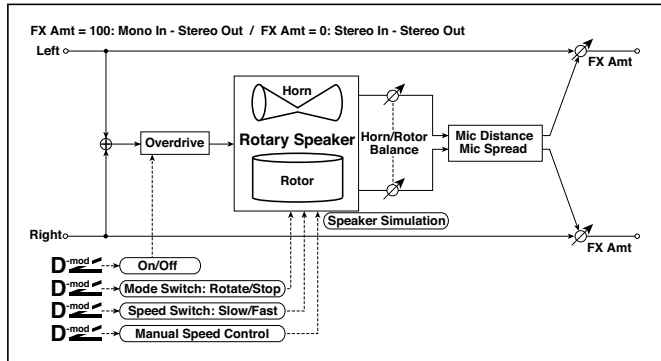 FX Amt = 100: Mono In - Stereo Out / FX Amt = 0: Stereo In - Stereo Out
Left
FX Amt
Horn
Overdrive
Rotary Speaker
Horn/Rotor
Balance
Mic Distance
Mic Spread
Rotor
Speaker Simulation
Right
FX Amt
D-mod
On/Off
D-mod
Mode Switch: Rotate/Stop
D-mod
Speed Switch: Slow/Fast
D-mod
Manual Speed Control